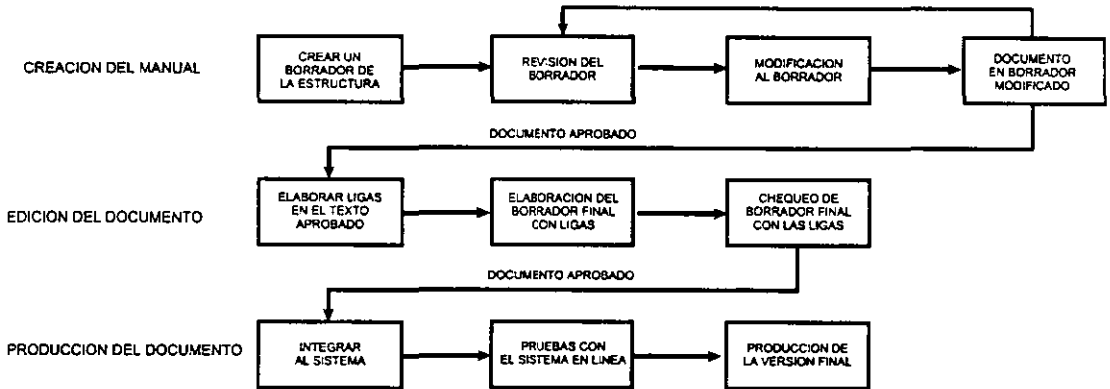 CREACION DEL MANUAL
CREAR UN
BORRADOR DE
LA ESTRUCTURA
REVISION DEL
BORRADOR
MODIFICACION
AL BORRADOR
DOCUMENTO
EN BORRADOR
MODIFICADO
DOCUMENTO APROBADO
EDICION DEL DOCUMENTO
ELABORAR LIGAS
EN EL TEXTO
APROBADO
ELABORACION DEL
BORRADOR FINAL
CON LIGAS
CHEQUEO DE
BORRADOR FINAL
CON LAS LIGAS
DOCUMENTO APROBADO
PRODUCCION DEL DOCUMENTO
INTEGRAR
AL SISTEMA
PRUEBAS CON
EL SISTEMA EN LINEA
PRODUCCION DE
LA VERSION FINAL